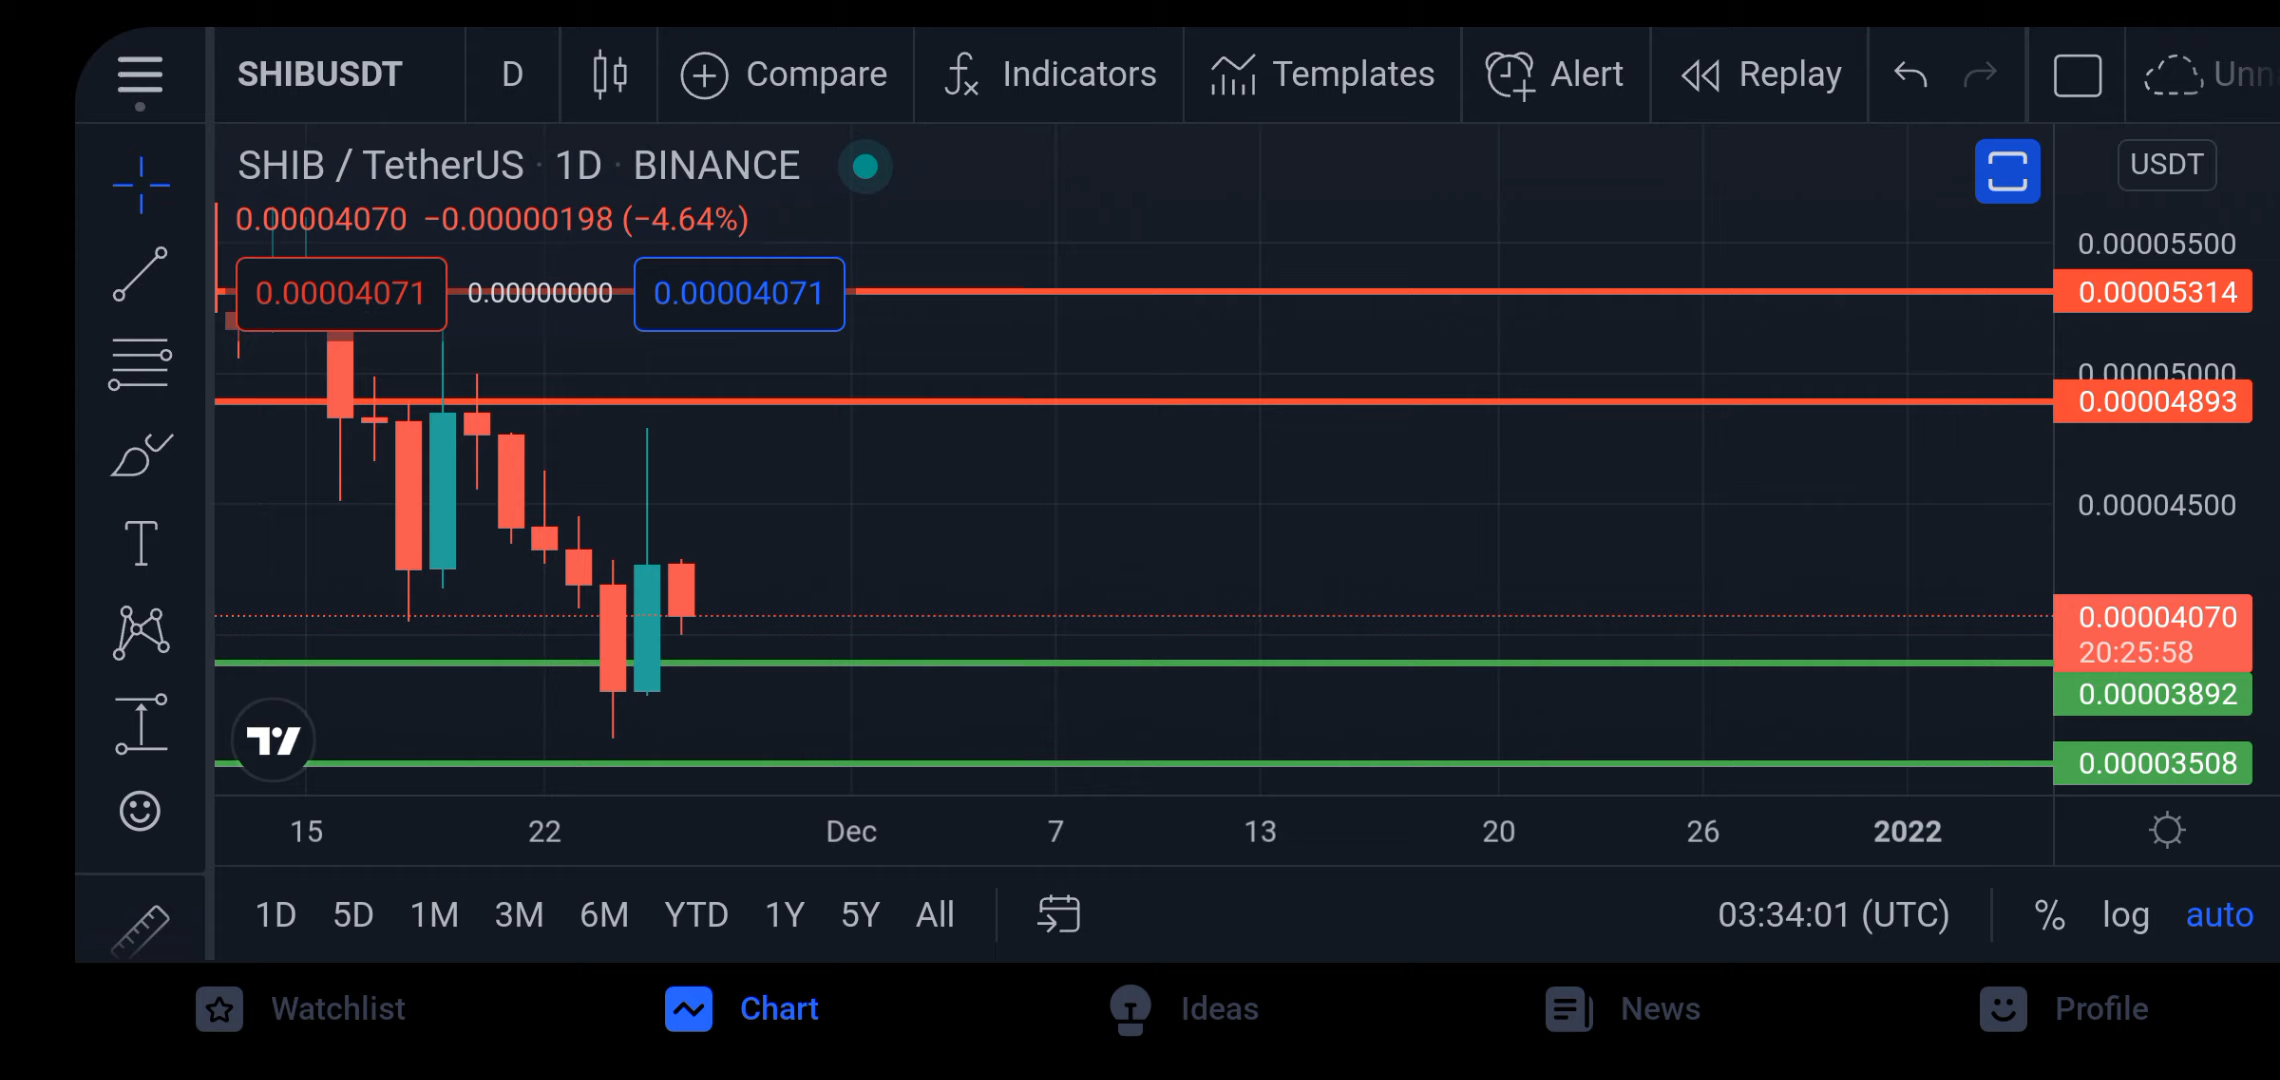 SHIBUSDT D Compare Indicators Templates Alert Replay Unn
SHIB / TetherUS · 1D · BINANCE
USDT
0.00004070 −0.00000198 (−4.64%)
0.00004071 0.00000000 0.00004071
0.00005500
0.00005314
0.00005000
0.00004893
0.00004500
0.00004070
20:25:58
0.00003892
0.00003508
15 22 Dec 7 13 20 26 2022
1D 5D 1M 3M 6M YTD 1Y 5Y All 03:34:01 (UTC) % log auto
Watchlist Chart Ideas News Profile